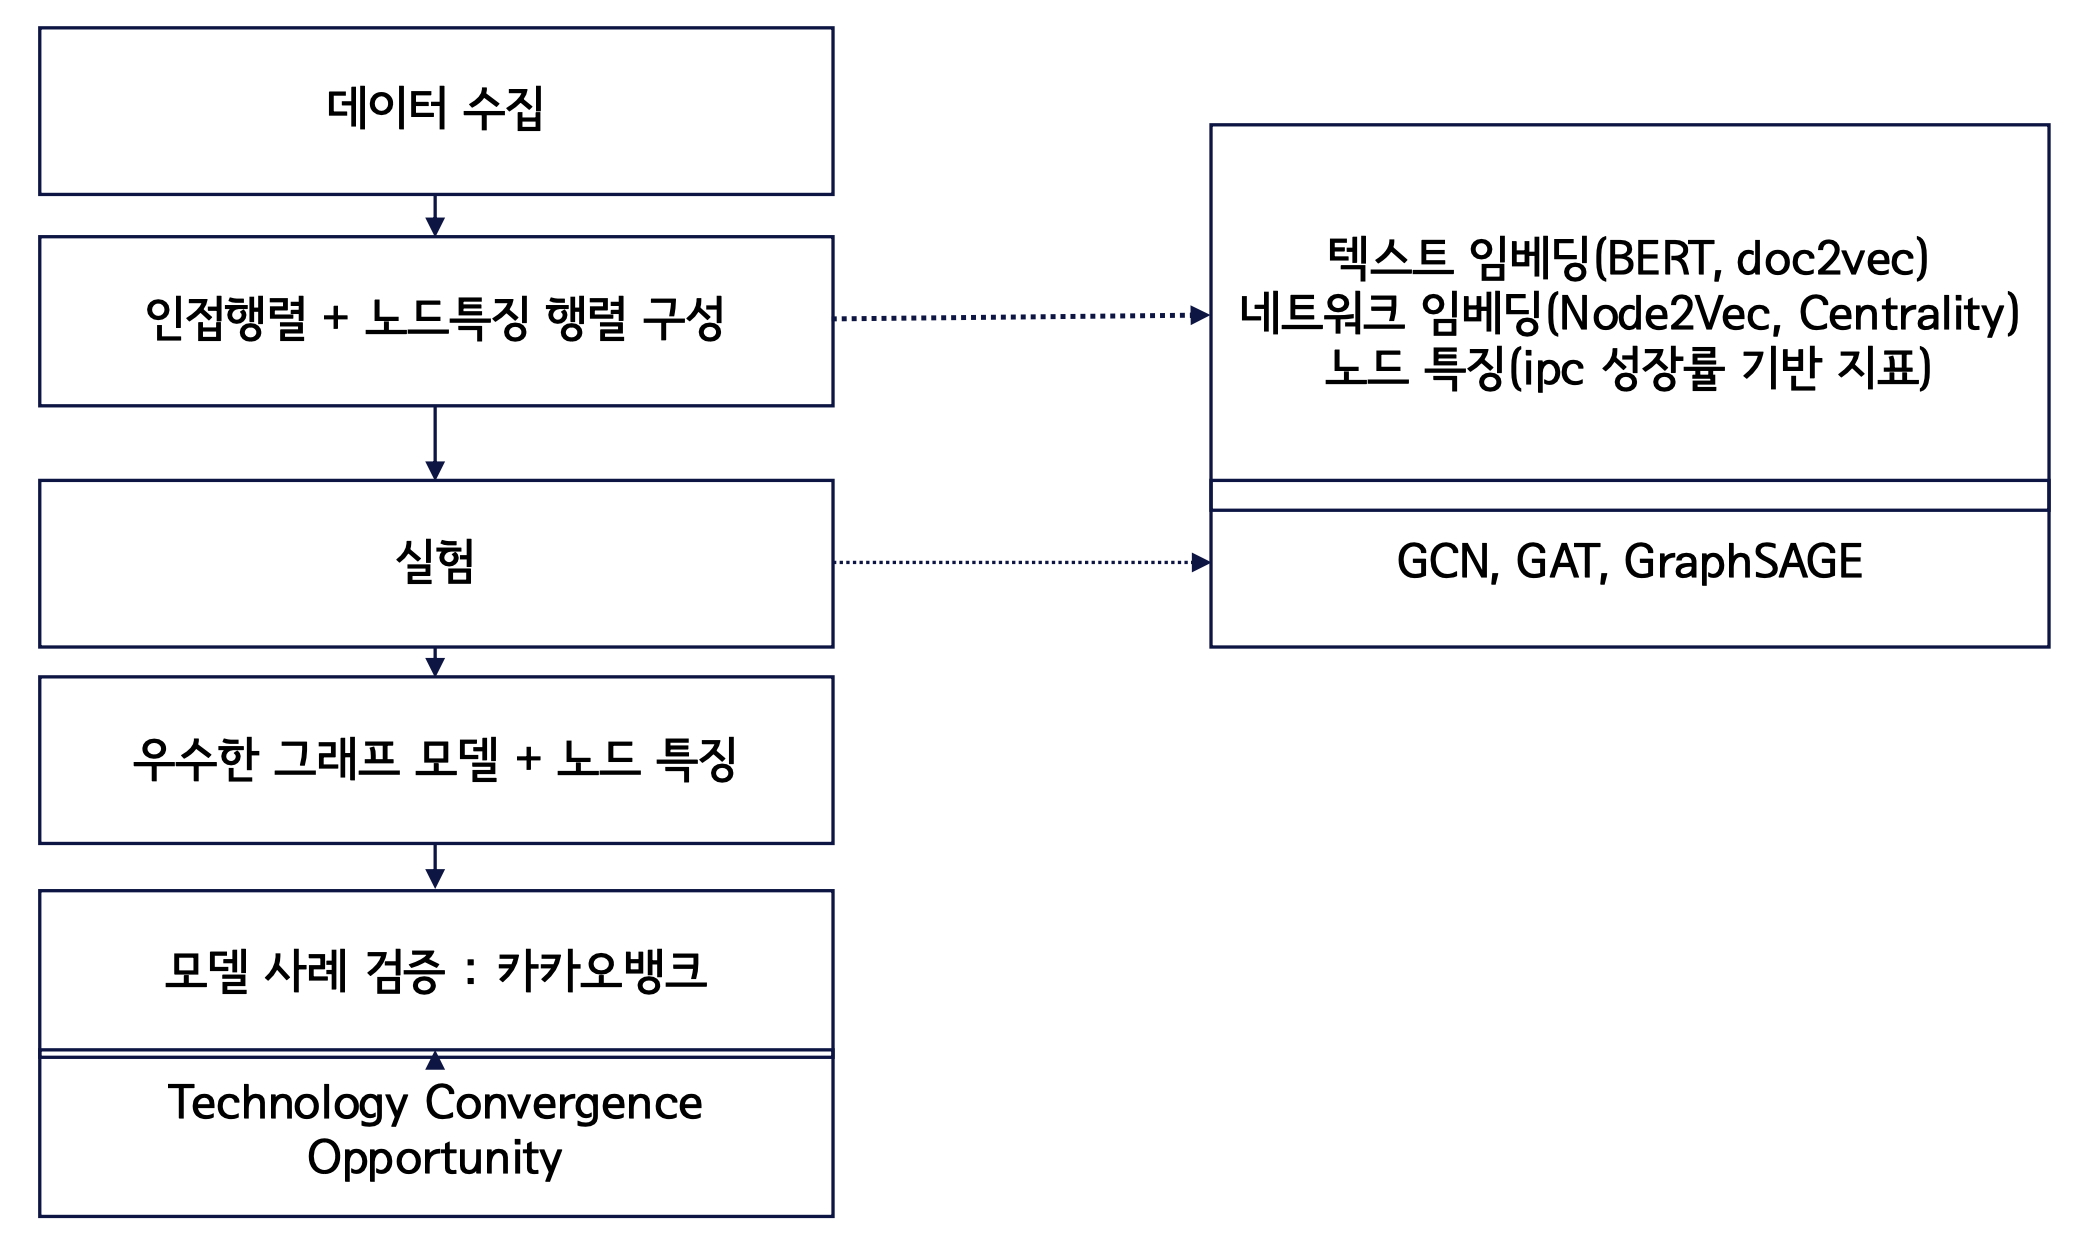 데이터 수집
인접행렬 + 노드특징 행렬 구성
텍스트 임베딩(BERT, doc2vec)
네트워크 임베딩(Node2Vec, Centrality)
노드 특징(ipc 성장률 기반 지표)
실험
GCN, GAT, GraphSAGE
우수한 그래프 모델 + 노드 특징
모델 사례 검증 : 카카오뱅크
Technology Convergence
Opportunity